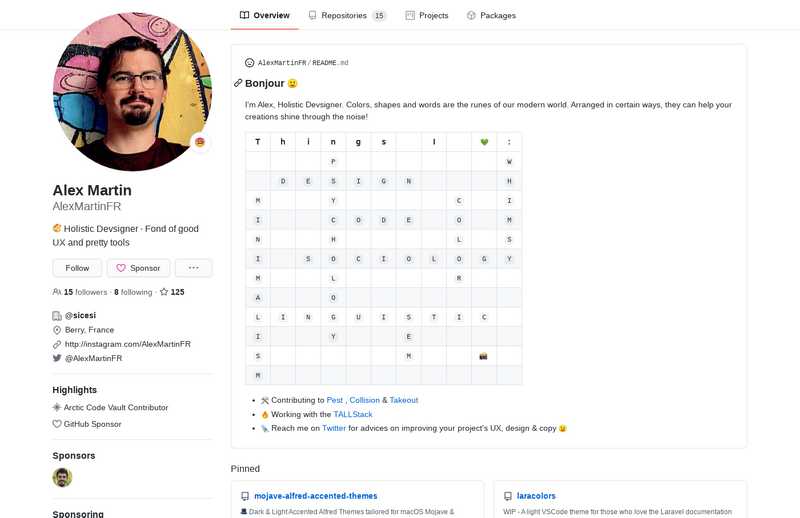 Overview
Repositories 15
Projects
Packages
AlexMartinFR/README.md
Bonjour 🙂
I'm Alex, Holistic Devsigner. Colors, shapes and words are the runes of our modern world. Arranged in certain ways, they can help your
creations shine through the noise!
T h i n g s I 💚 :
P W
D E S I G N H
M Y C I
I C O D E O M
N H L S
I S O C I O L O G Y
M L R
A O
L I N G U I S T I C
I Y E
S M 📸
M
🛠 Contributing to Pest , Collision & Takeout
🔥 Working with the TALLStack
Reach me on Twitter for advices on improving your project's UX, design & copy
Alex Martin
AlexMartinFR
Holistic Devsigner · Fond of good
UX and pretty tools
Follow
Sponsor
···
15 followers · 8 following · 125
@sicesi
Berry, France
http://instagram.com/AlexMartinFR
@AlexMartinFR
Highlights
Arctic Code Vault Contributor
GitHub Sponsor
Sponsors
Sponsoring
Pinned
mojave-alfred-accented-themes
Dark & Light Accented Alfred Themes tailored for macOS Mojave &
laracolors
WIP - A light VSCode theme for those who love the Laravel documentation